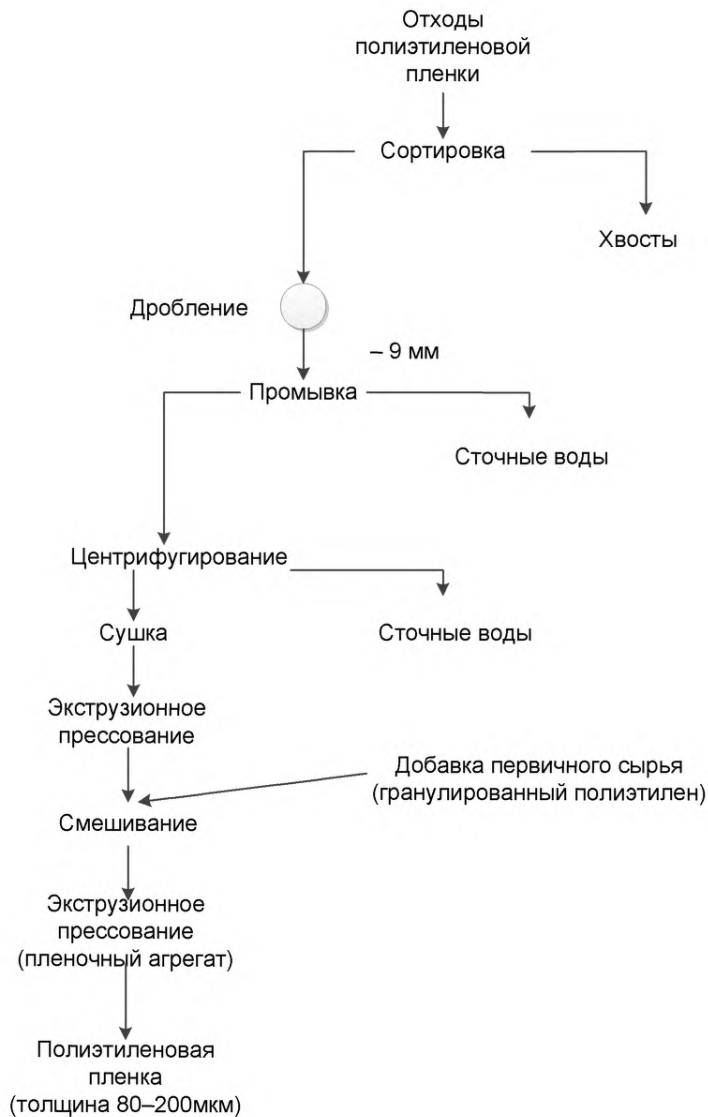 Отходы
полиэтиленовой
пленки
Сортировка
Хвосты
Дробление
– 9 мм
Промывка
Сточные воды
Центрифугирование
Сушка
Сточные воды
Экструзионное
прессование
Добавка первичного сырья
(гранулированный полиэтилен)
Смешивание
Экструзионное
прессование
(пленочный агрегат)
Полиэтиленовая
пленка
(толщина 80–200мкм)